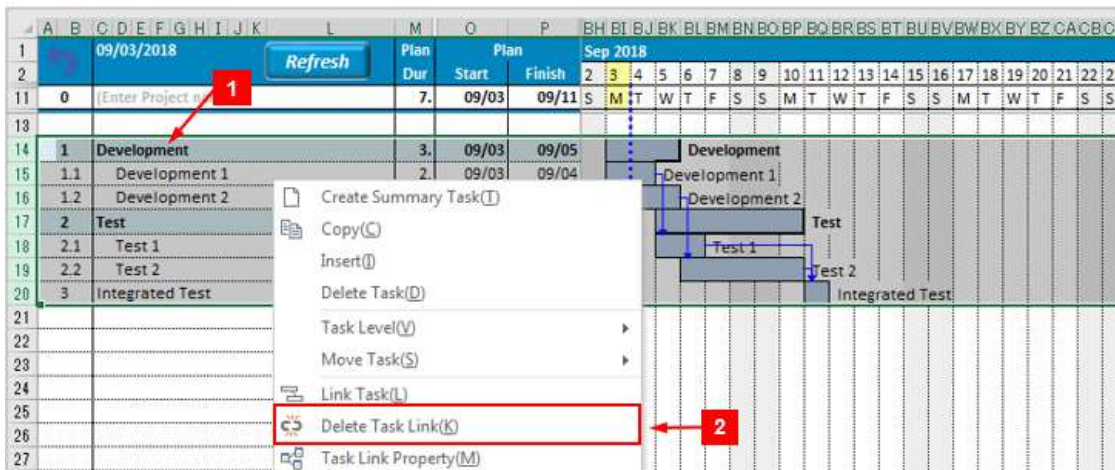 A B C D E F G H I J K L M O P BH BI BJ BK BL BM BN BO BP BQ BR BS BT BU BV BW BX BY BZ CA CB
1 09/03/2018 Refresh Plan Plan Sep 2018
2 Dur Start Finish 2 3 4 5 6 7 8 9 10 11 12 13 14 15 16 17 18 19 20 21 22
11 0 (Enter Project 7. 09/03 09/11 S M T W T F S S M T W T F S S M T W T F S S
1
13
14 1 Development 3. 09/03 09/05 Development
15 1.1 Development 1 2. 09/03 09/04 Development 1
16 1.2 Development 2 Development 2
17 2 Test Test
18 2.1 Test 1 Test 1
19 2.2 Test 2 Test 2
20 3 Integrated Test Integrated Test
21
22
23
24
25
26
27
Create Summary Task(T)
Copy(C)
Insert(I)
Delete Task(D)
Task Level(V)
Move Task(S)
Link Task(L)
Delete Task Link(K)
2
Task Link Property(M)